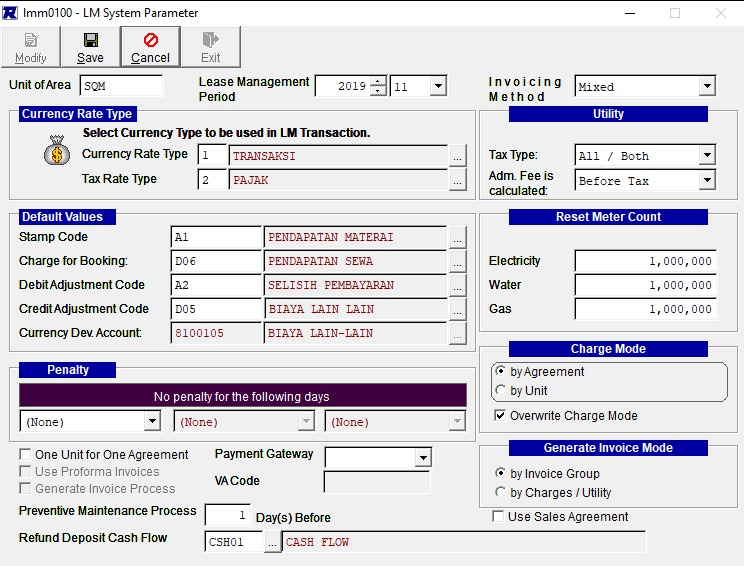 lmm0100 - LM System Parameter
Modify
Save
Cancel
Exit
Unit of Area SQM
Lease Management Period 2019 11
Invoicing Method Mixed
Currency Rate Type
Select Currency Type to be used in LM Transaction.
Currency Rate Type 1 TRANSAKSI ...
Tax Rate Type 2 PAJAK ...
Utility
Tax Type: All / Both
Adm. Fee is calculated: Before Tax
Default Values
Stamp Code A1 PENDAPATAN MATERAI ...
Charge for Booking: D06 PENDAPATAN SEWA ...
Debit Adjustment Code A2 SELISIH PEMBAYARAN ...
Credit Adjustment Code D05 BIAYA LAIN LAIN ...
Currency Dev. Account: 8100105 BIAYA LAIN-LAIN ...
Reset Meter Count
Electricity 1,000,000
Water 1,000,000
Gas 1,000,000
Penalty
No penalty for the following days
(None) (None) (None)
Charge Mode
by Agreement
by Unit
Overwrite Charge Mode
One Unit for One Agreement
Use Proforma Invoices
Generate Invoice Process
Payment Gateway
VA Code
Generate Invoice Mode
by Invoice Group
by Charges / Utility
Use Sales Agreement
Preventive Maintenance Process 1 Day(s) Before
Refund Deposit Cash Flow CSH01 ... CASH FLOW